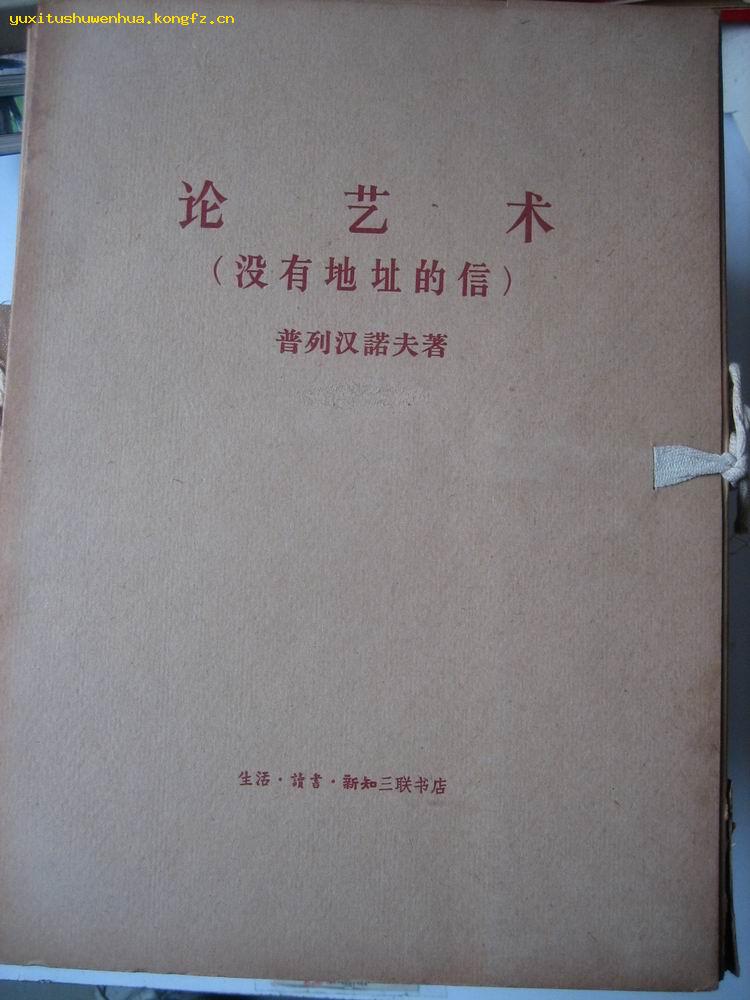 yuxitushuwenhua.kongfz.cn
论艺术
（没有地址的信）
普列汉諾夫著
生活·讀書·新知三联书店